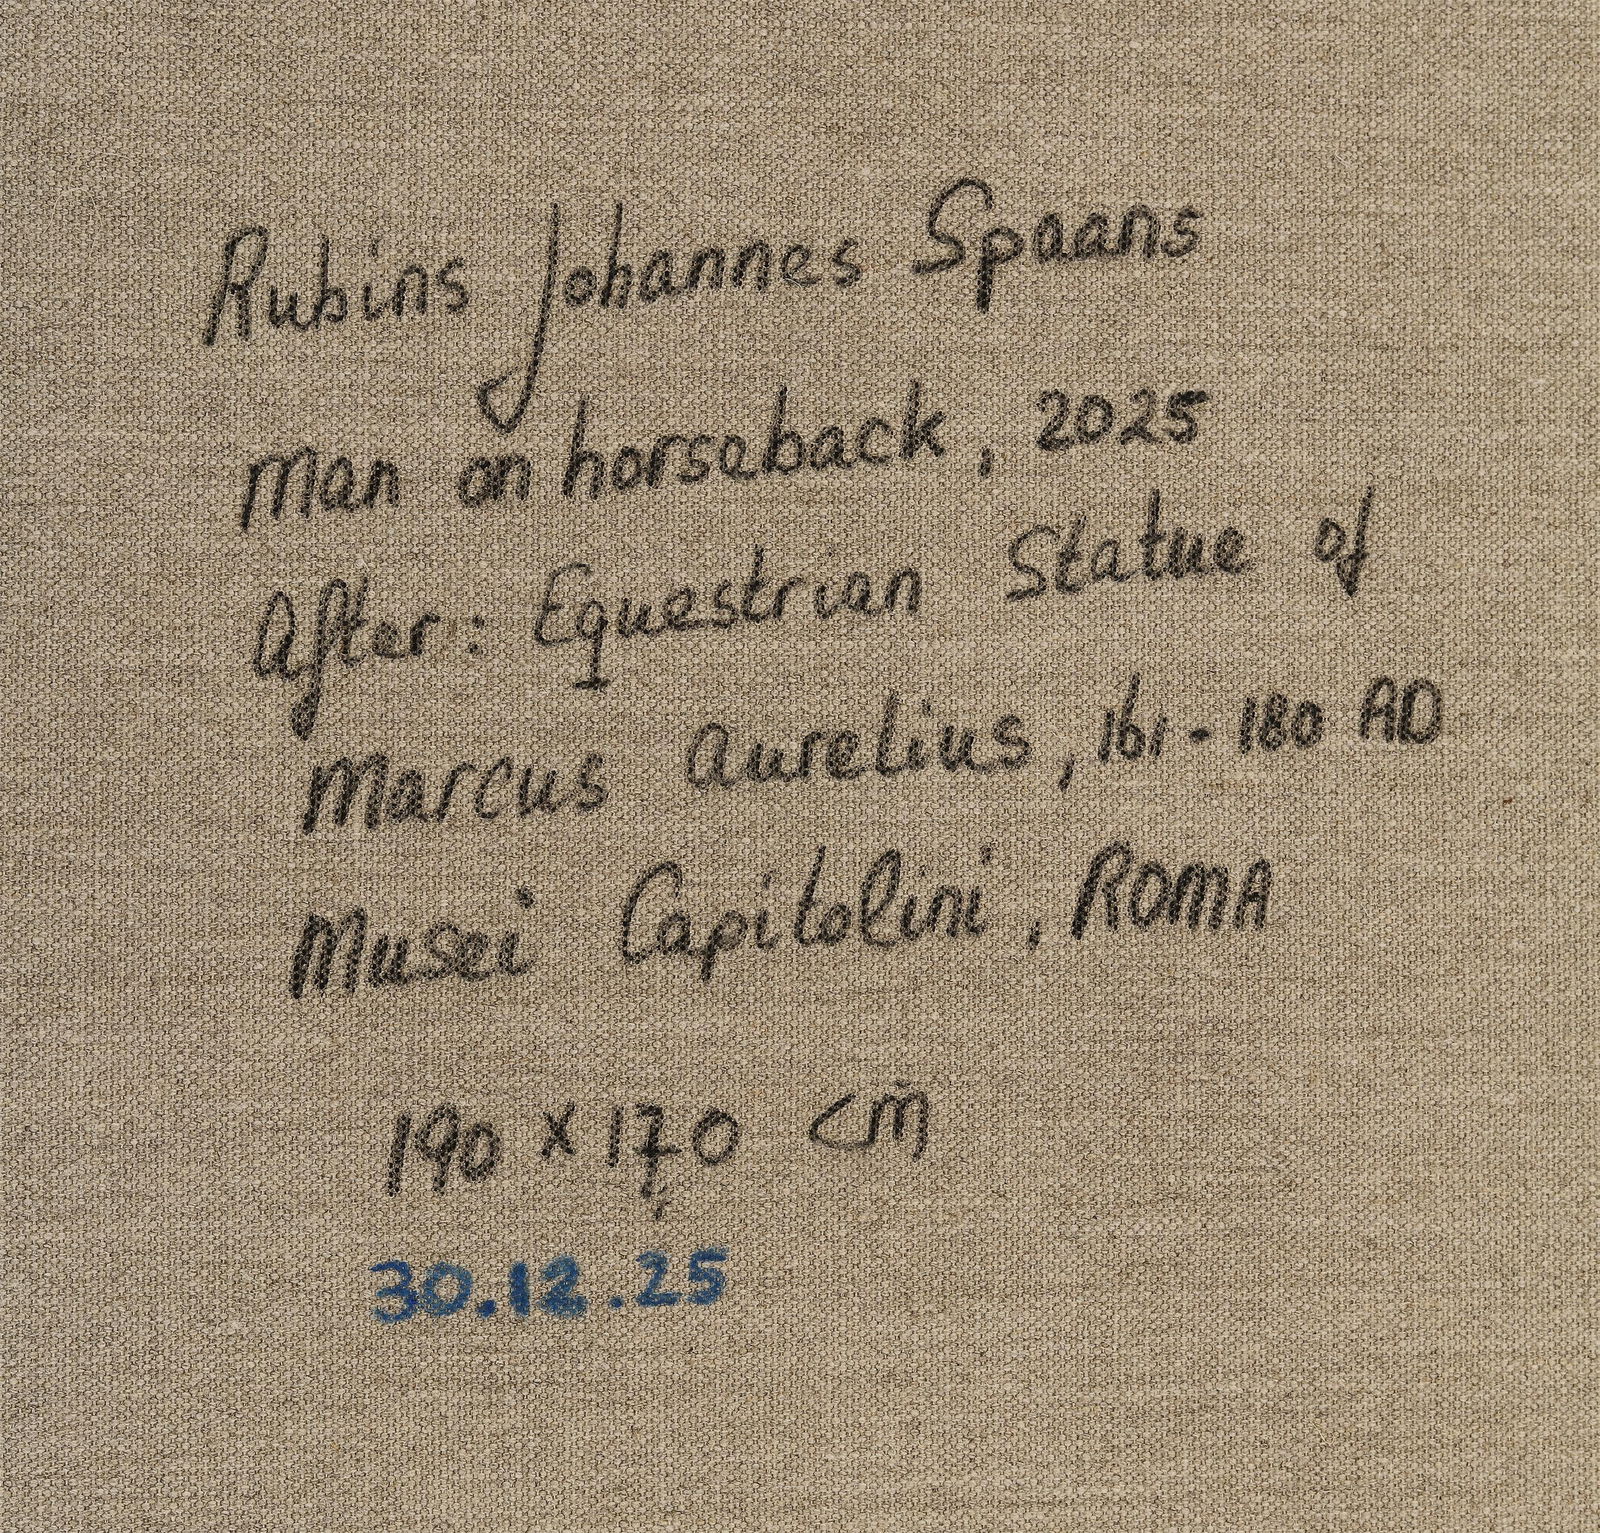 Rubins Johannes Spaans
Man on horseback, 2025
After: Equestrian Statue of
Marcus Aurelius, 161-180 AD
Musei Capitolini, ROMA
190 x 170 cm
30.12.25